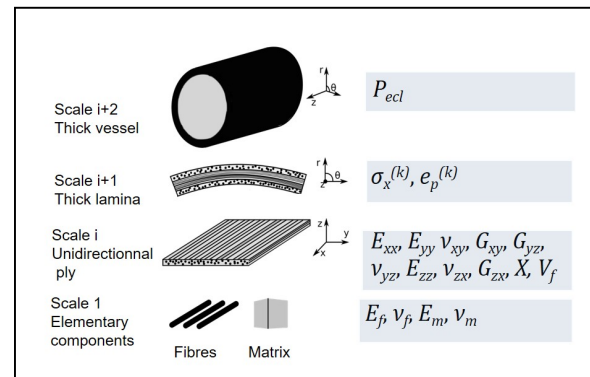 Scale i+2
Thick vessel
r
θ
z
P_ecl
Scale i+1
Thick lamina
r
θ
z
σ_x^(k), e_p^(k)
Scale i
Unidirectionnal
ply
z
y
x
E_xx, E_yy ν_xy, G_xy, G_yz,
ν_yz, E_zz, ν_zx, G_zx, X, V_f
Scale 1
Elementary
components
Fibres Matrix
E_f, ν_f, E_m, ν_m